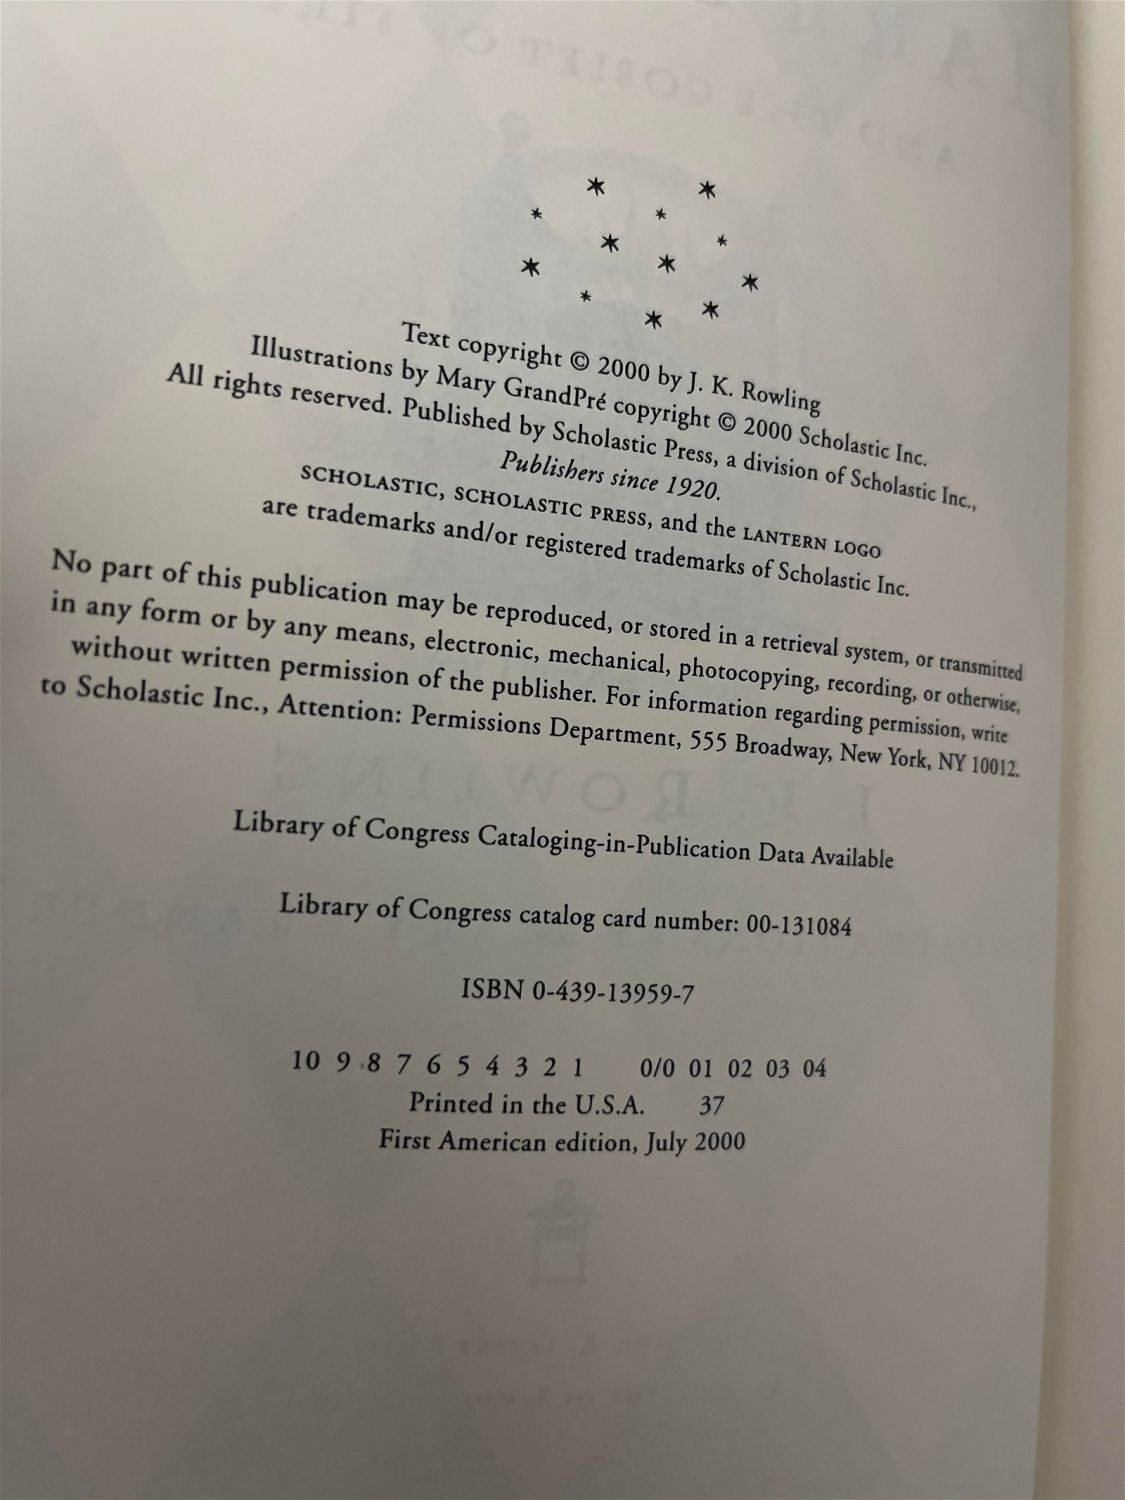 Text copyright © 2000 by J. K. Rowling
Illustrations by Mary GrandPré copyright © 2000 Scholastic Inc.
All rights reserved. Published by Scholastic Press, a division of Scholastic Inc.,
Publishers since 1920.
SCHOLASTIC, SCHOLASTIC PRESS, and the LANTERN LOGO
are trademarks and/or registered trademarks of Scholastic Inc.
No part of this publication may be reproduced, or stored in a retrieval system, or transmitted
in any form or by any means, electronic, mechanical, photocopying, recording, or otherwise,
without written permission of the publisher. For information regarding permission, write
to Scholastic Inc., Attention: Permissions Department, 555 Broadway, New York, NY 10012.
Library of Congress Cataloging-in-Publication Data Available
Library of Congress catalog card number: 00-131084
ISBN 0-439-13959-7
10 9 8 7 6 5 4 3 2 1 0/0 01 02 03 04
Printed in the U.S.A. 37
First American edition, July 2000